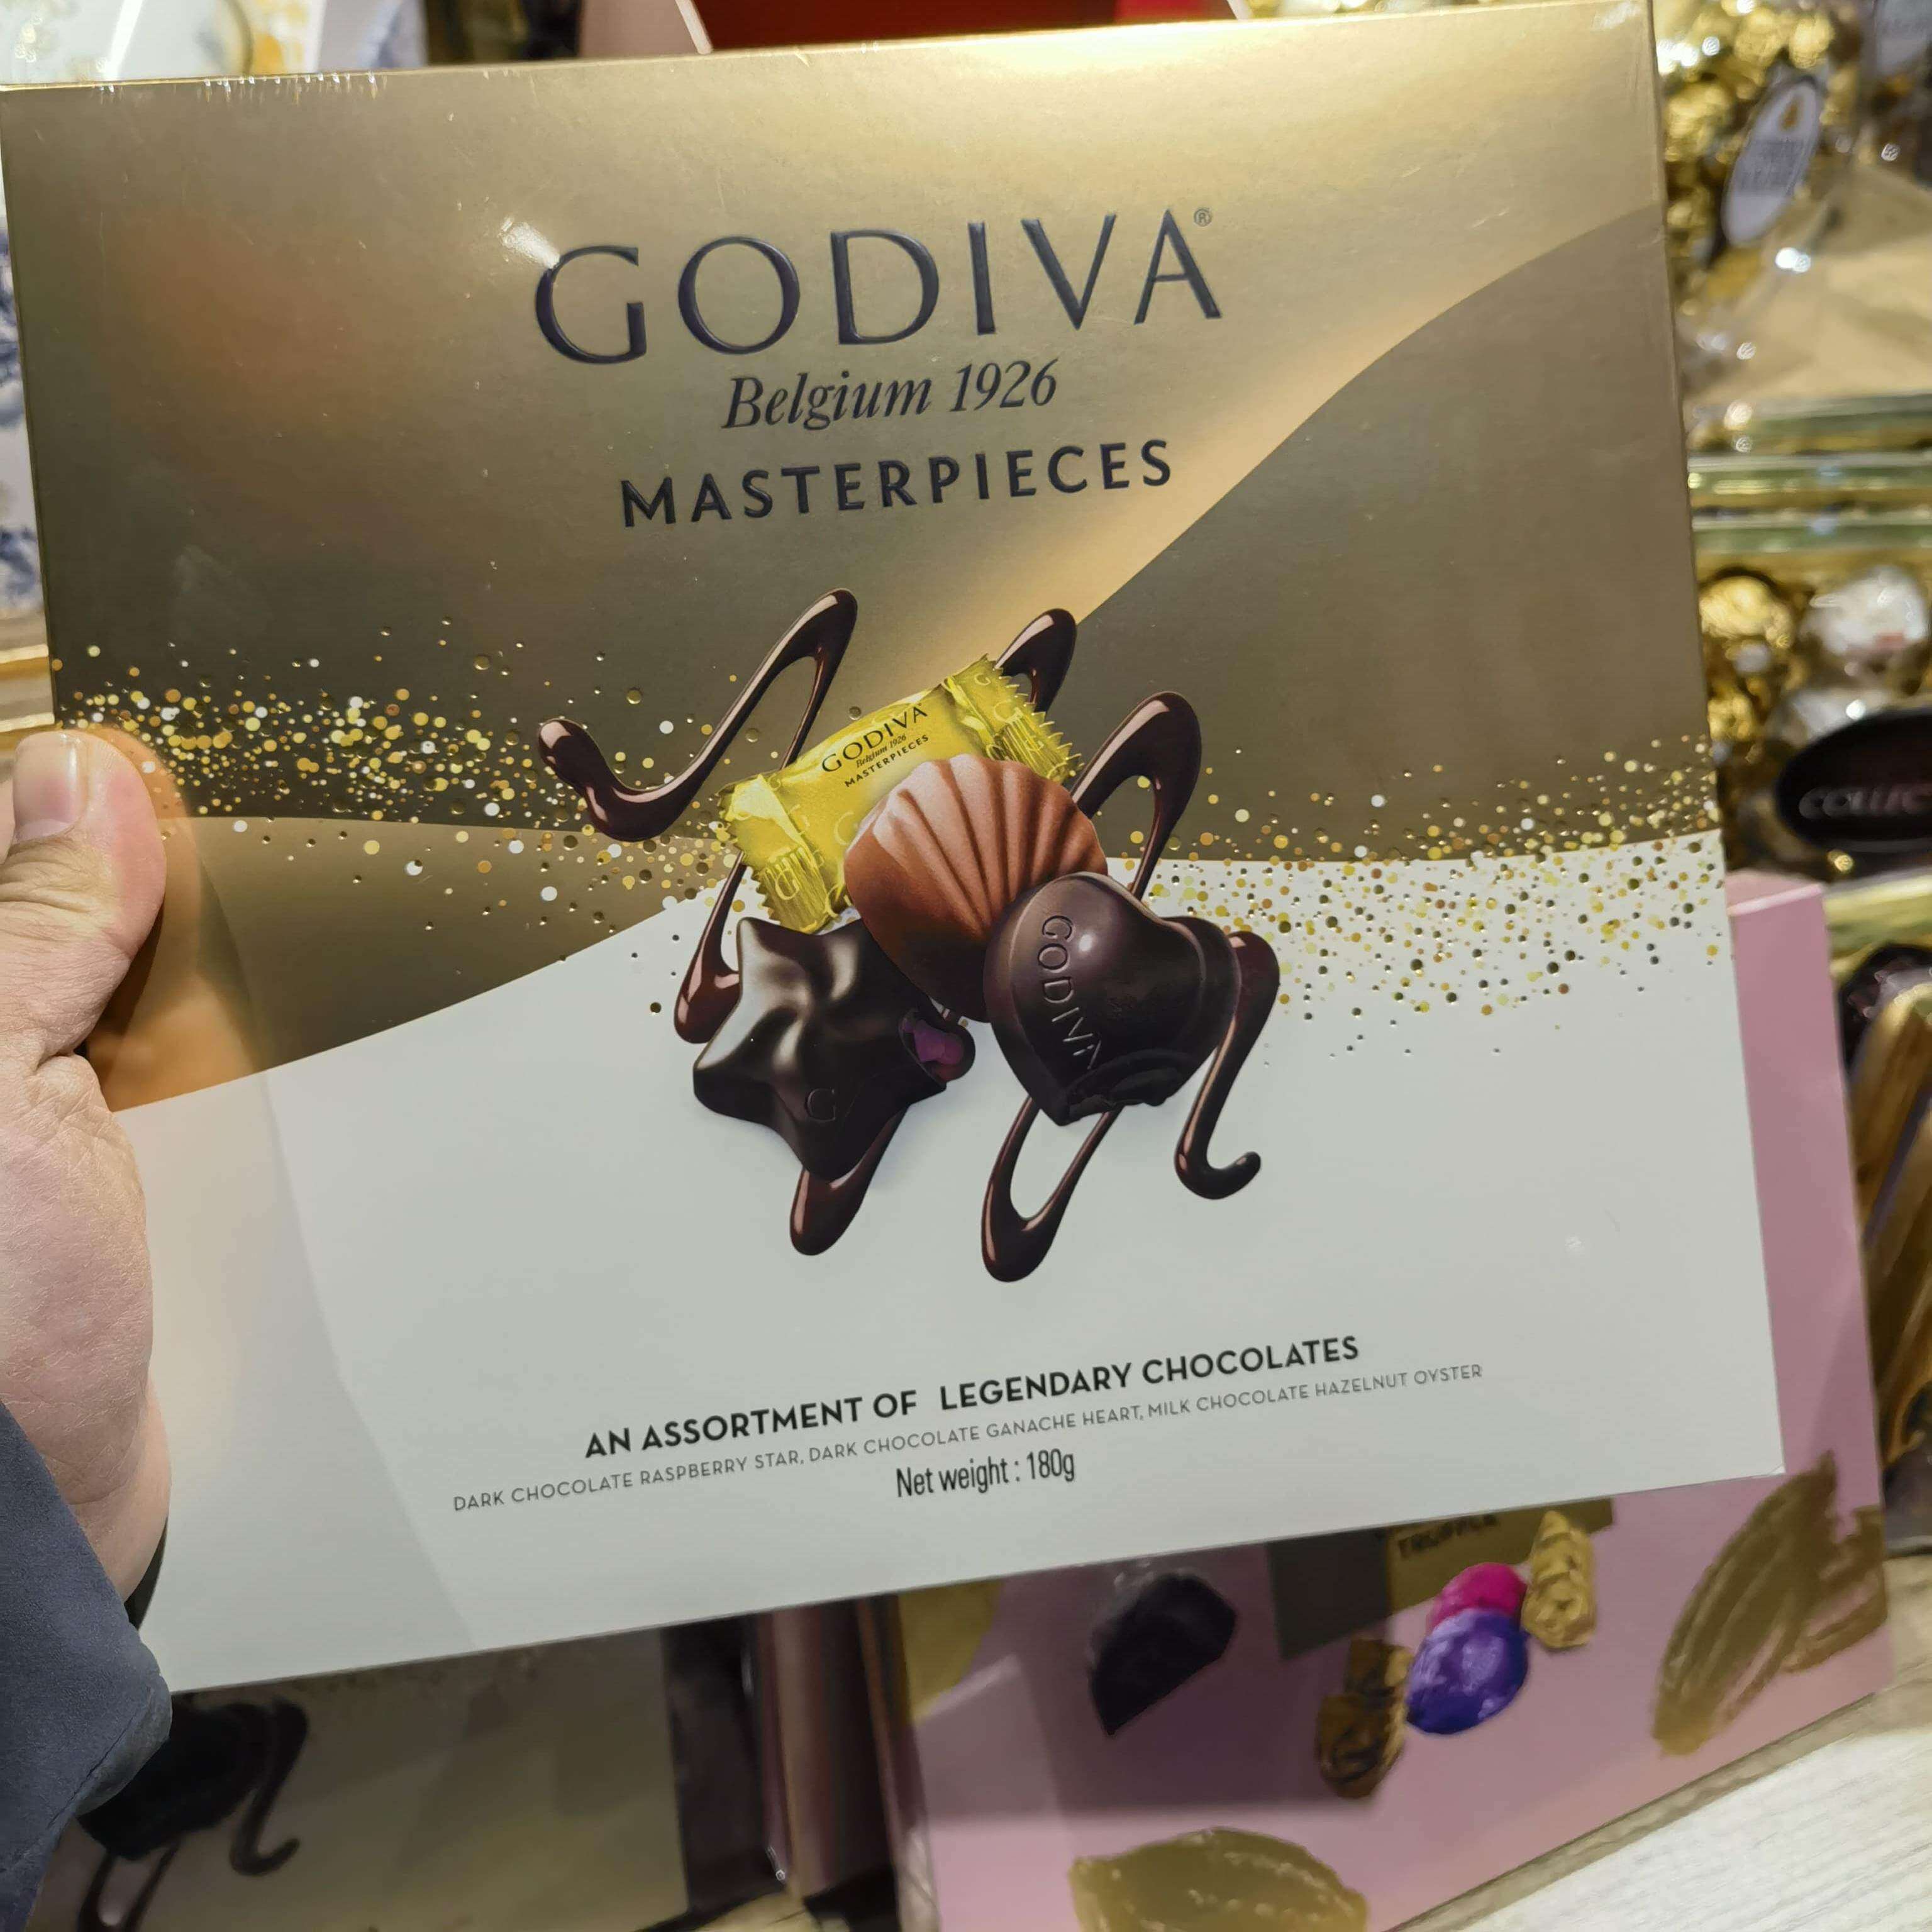 GODIVA®
Belgium 1926
MASTERPIECES
GODIVA
Belgium 1926
MASTERPIECES
GODIVA
G
AN ASSORTMENT OF LEGENDARY CHOCOLATES
DARK CHOCOLATE RASPBERRY STAR, DARK CHOCOLATE GANACHE HEART, MILK CHOCOLATE HAZELNUT OYSTER
Net weight : 180g